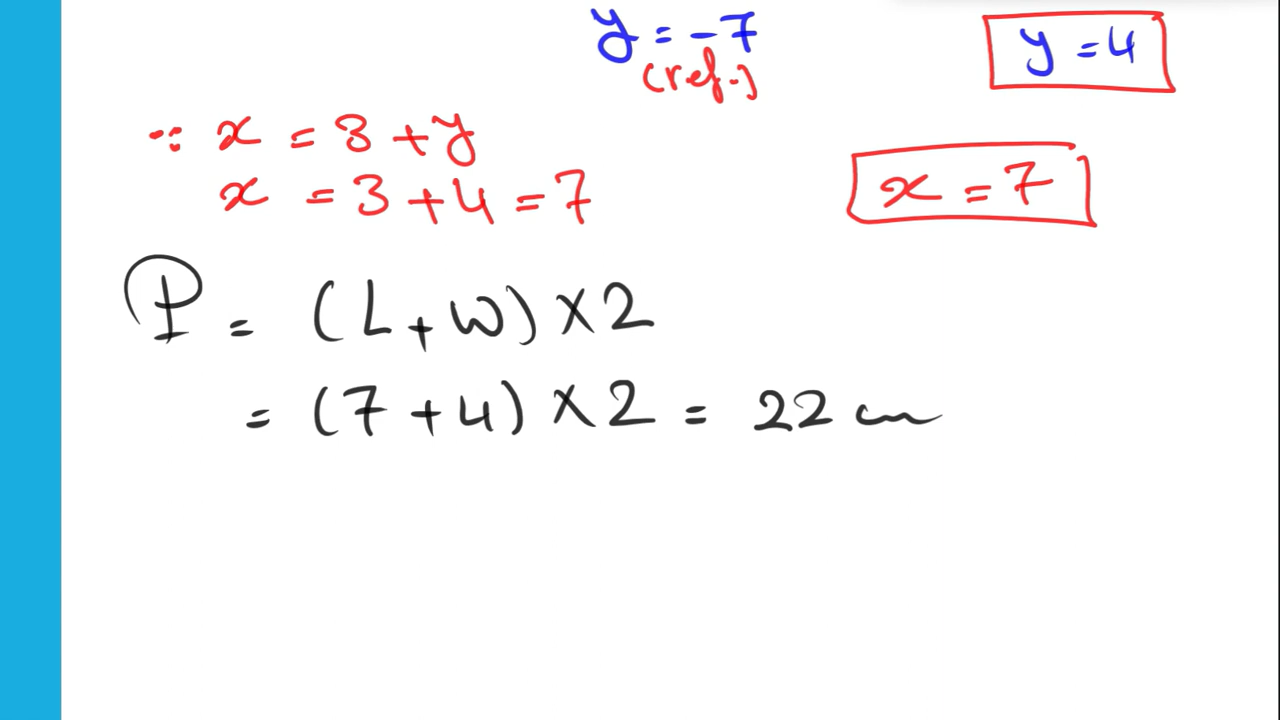 y = -7 y = 4
(ref.)
∵ x = 3 + y
x = 3 + 4 = 7 x = 7
P = (L + W) × 2
= (7 + 4) × 2 = 22 cm